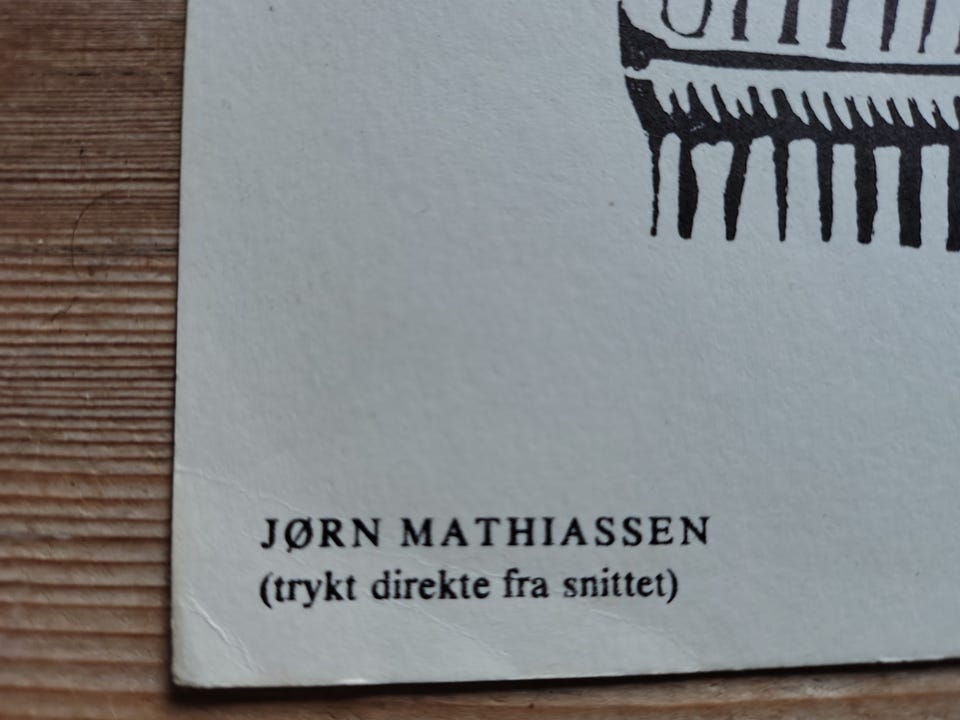 JØRN MATHIASSEN
(trykt direkte fra snittet)